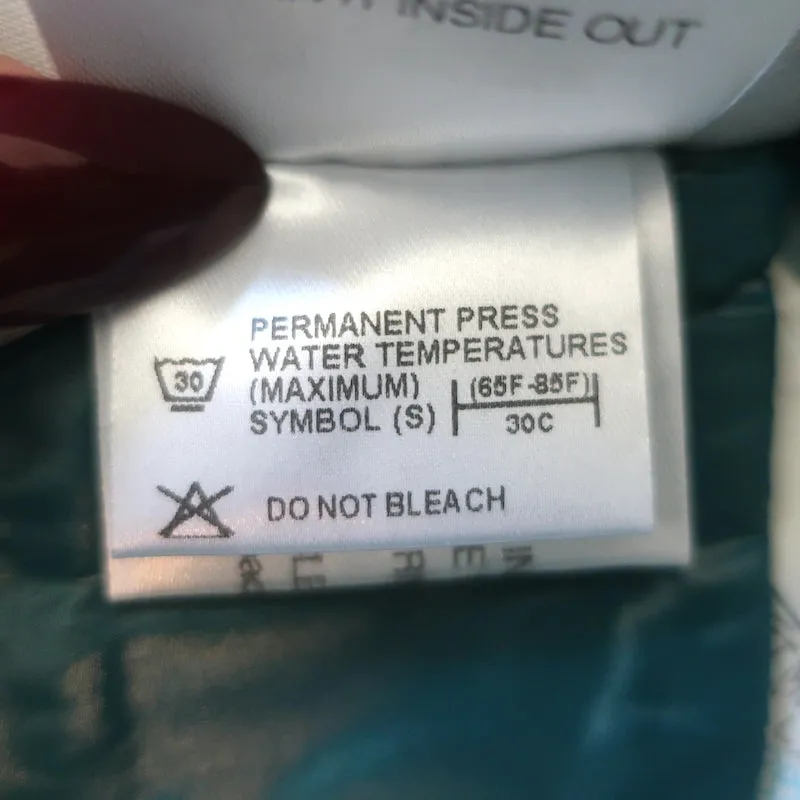 INSIDE OUT
PERMANENT PRESS
30 WATER TEMPERATURES
(MAXIMUM) (65F-85F)
SYMBOL (S) 30C
DO NOT BLEACH